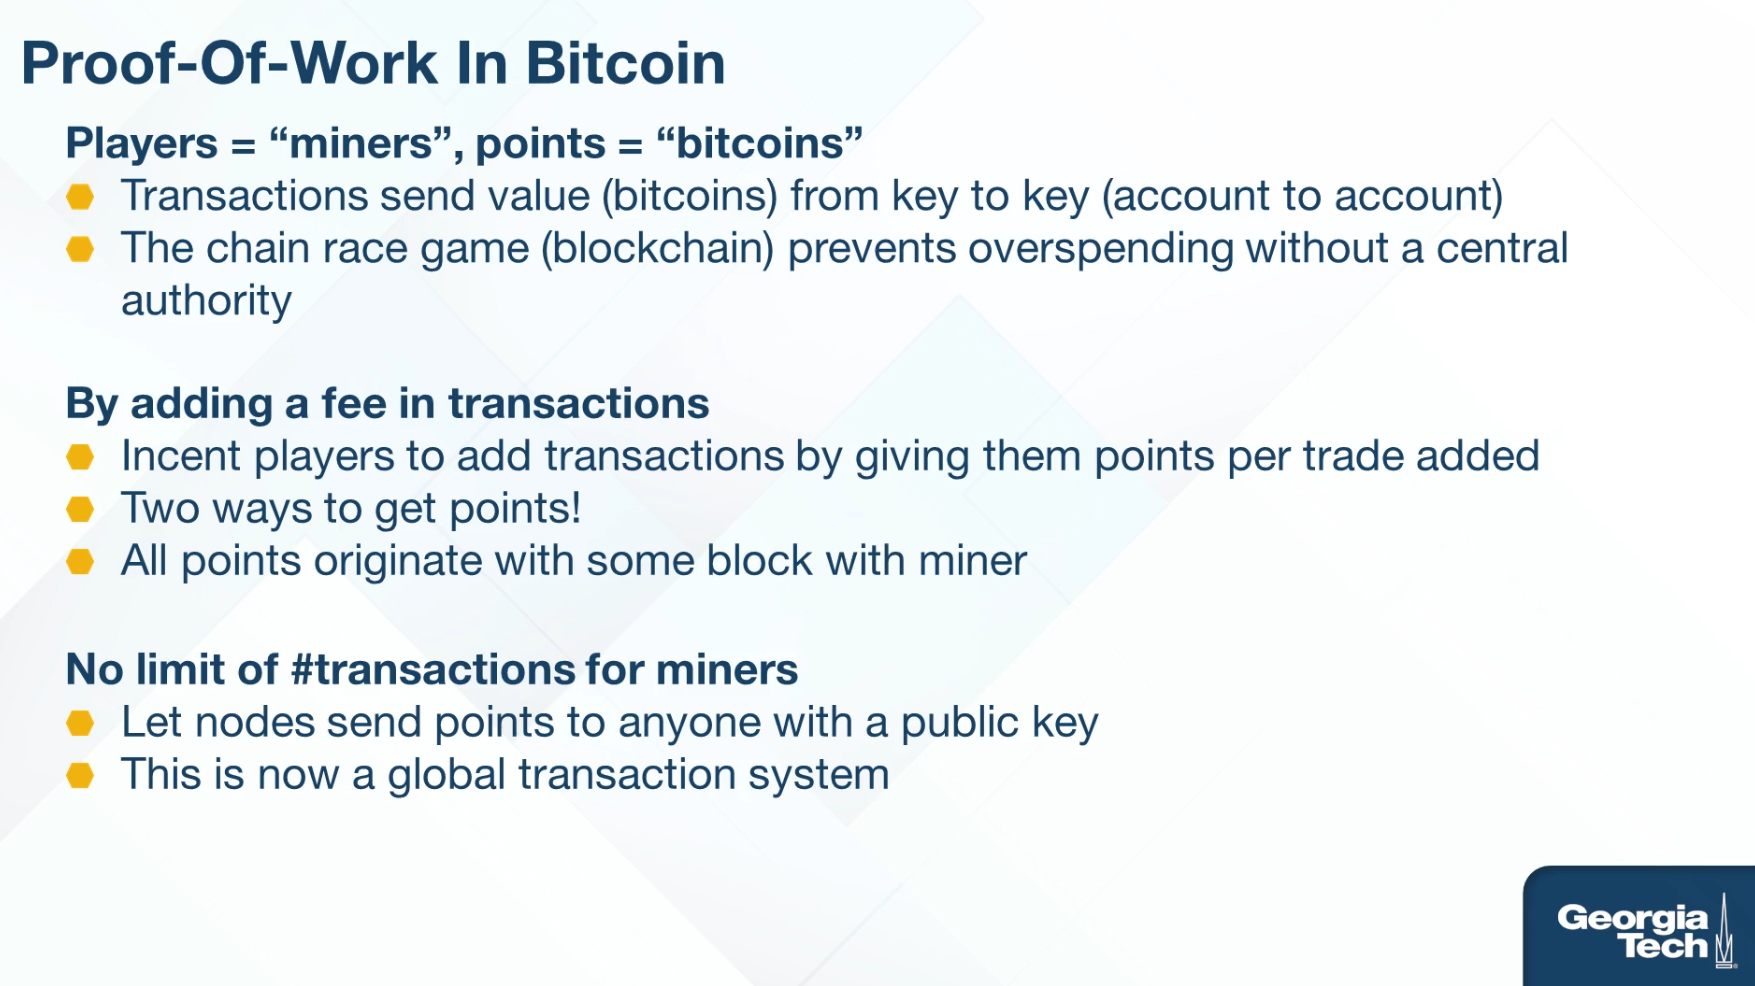 Proof-Of-Work In Bitcoin
Players = “miners”, points = “bitcoins”
Transactions send value (bitcoins) from key to key (account to account)
The chain race game (blockchain) prevents overspending without a central
authority
By adding a fee in transactions
Incent players to add transactions by giving them points per trade added
Two ways to get points!
All points originate with some block with miner
No limit of #transactions for miners
Let nodes send points to anyone with a public key
This is now a global transaction system
Georgia
Tech